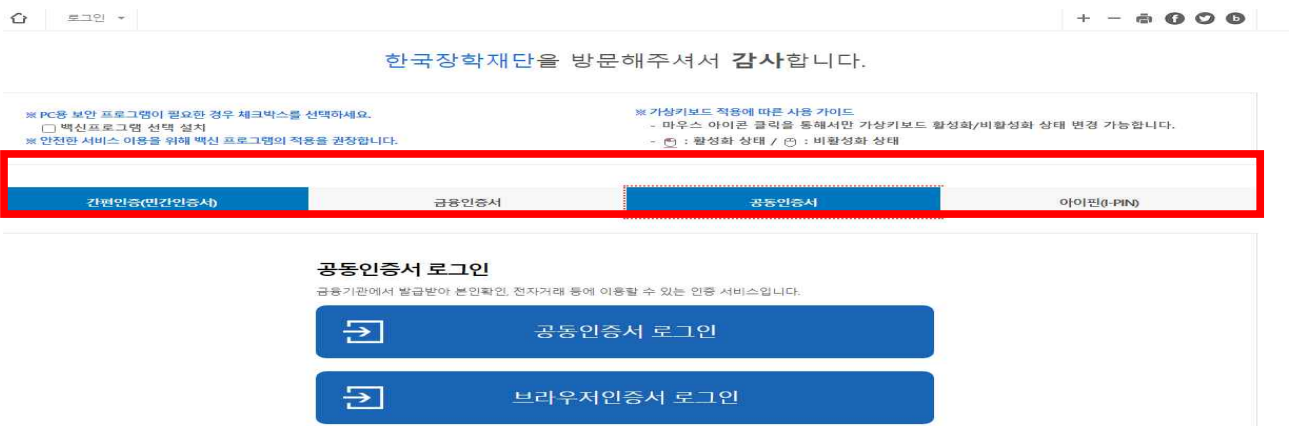 로그인
한국장학재단을 방문해주셔서 감사합니다.
※ PC용 보안 프로그램이 필요한 경우 체크박스를 선택하세요.
백신프로그램 선택 설치
※ 안전한 서비스 이용을 위해 백신 프로그램의 적용을 권장합니다.
※ 가상키보드 적용에 따른 사용 가이드
- 마우스 아이콘 클릭을 통해서만 가상키보드 활성화/비활성화 상태 변경 가능합니다.
- : 활성화 상태 / : 비활성화 상태
간편인증(민간인증서) 금융인증서 공동인증서 아이핀(I-PIN)
공동인증서 로그인
금융기관에서 발급받아 본인확인, 전자거래 등에 이용할 수 있는 인증 서비스입니다.
공동인증서 로그인
브라우저인증서 로그인